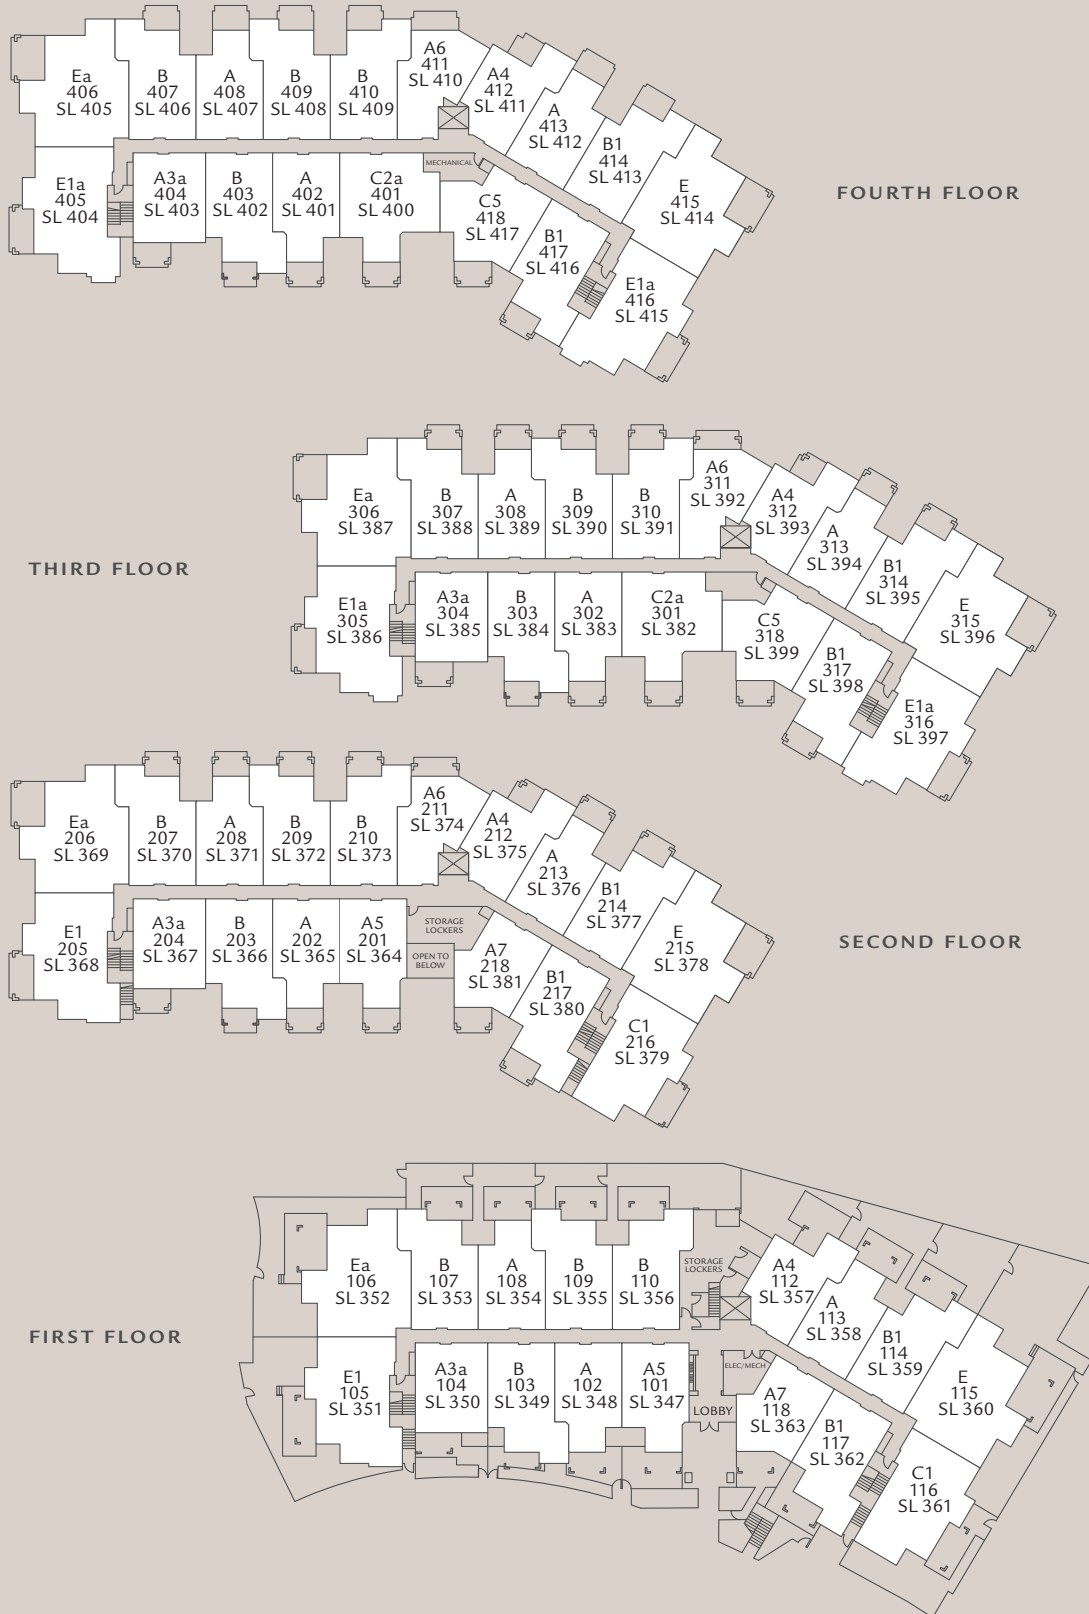 FOURTH FLOOR
Ea
406
SL 405
B
407
SL 406
A
408
SL 407
B
409
SL 408
B
410
SL 409
A6
411
SL 410
A4
412
SL 411
A
413
SL 412
B1
414
SL 413
E
415
SL 414
E1a
405
SL 404
A3a
404
SL 403
B
403
SL 402
A
402
SL 401
C2a
401
SL 400
MECHANICAL
C5
418
SL 417
B1
417
SL 416
E1a
416
SL 415
THIRD FLOOR
Ea
306
SL 387
B
307
SL 388
A
308
SL 389
B
309
SL 390
B
310
SL 391
A6
311
SL 392
A4
312
SL 393
A
313
SL 394
B1
314
SL 395
E
315
SL 396
E1a
305
SL 386
A3a
304
SL 385
B
303
SL 384
A
302
SL 383
C2a
301
SL 382
C5
318
SL 399
B1
317
SL 398
E1a
316
SL 397
SECOND FLOOR
Ea
206
SL 369
B
207
SL 370
A
208
SL 371
B
209
SL 372
B
210
SL 373
A6
211
SL 374
A4
212
SL 375
A
213
SL 376
B1
214
SL 377
E
215
SL 378
E1
205
SL 368
A3a
204
SL 367
B
203
SL 366
A
202
SL 365
A5
201
SL 364
STORAGE
LOCKERS
OPEN TO
BELOW
A7
218
SL 381
B1
217
SL 380
C1
216
SL 379
FIRST FLOOR
Ea
106
SL 352
B
107
SL 353
A
108
SL 354
B
109
SL 355
B
110
SL 356
STORAGE
LOCKERS
A4
112
SL 357
A
113
SL 358
B1
114
SL 359
E
115
SL 360
E1
105
SL 351
A3a
104
SL 350
B
103
SL 349
A
102
SL 348
A5
101
SL 347
ELEC/MECH
LOBBY
A7
118
SL 363
B1
117
SL 362
C1
116
SL 361